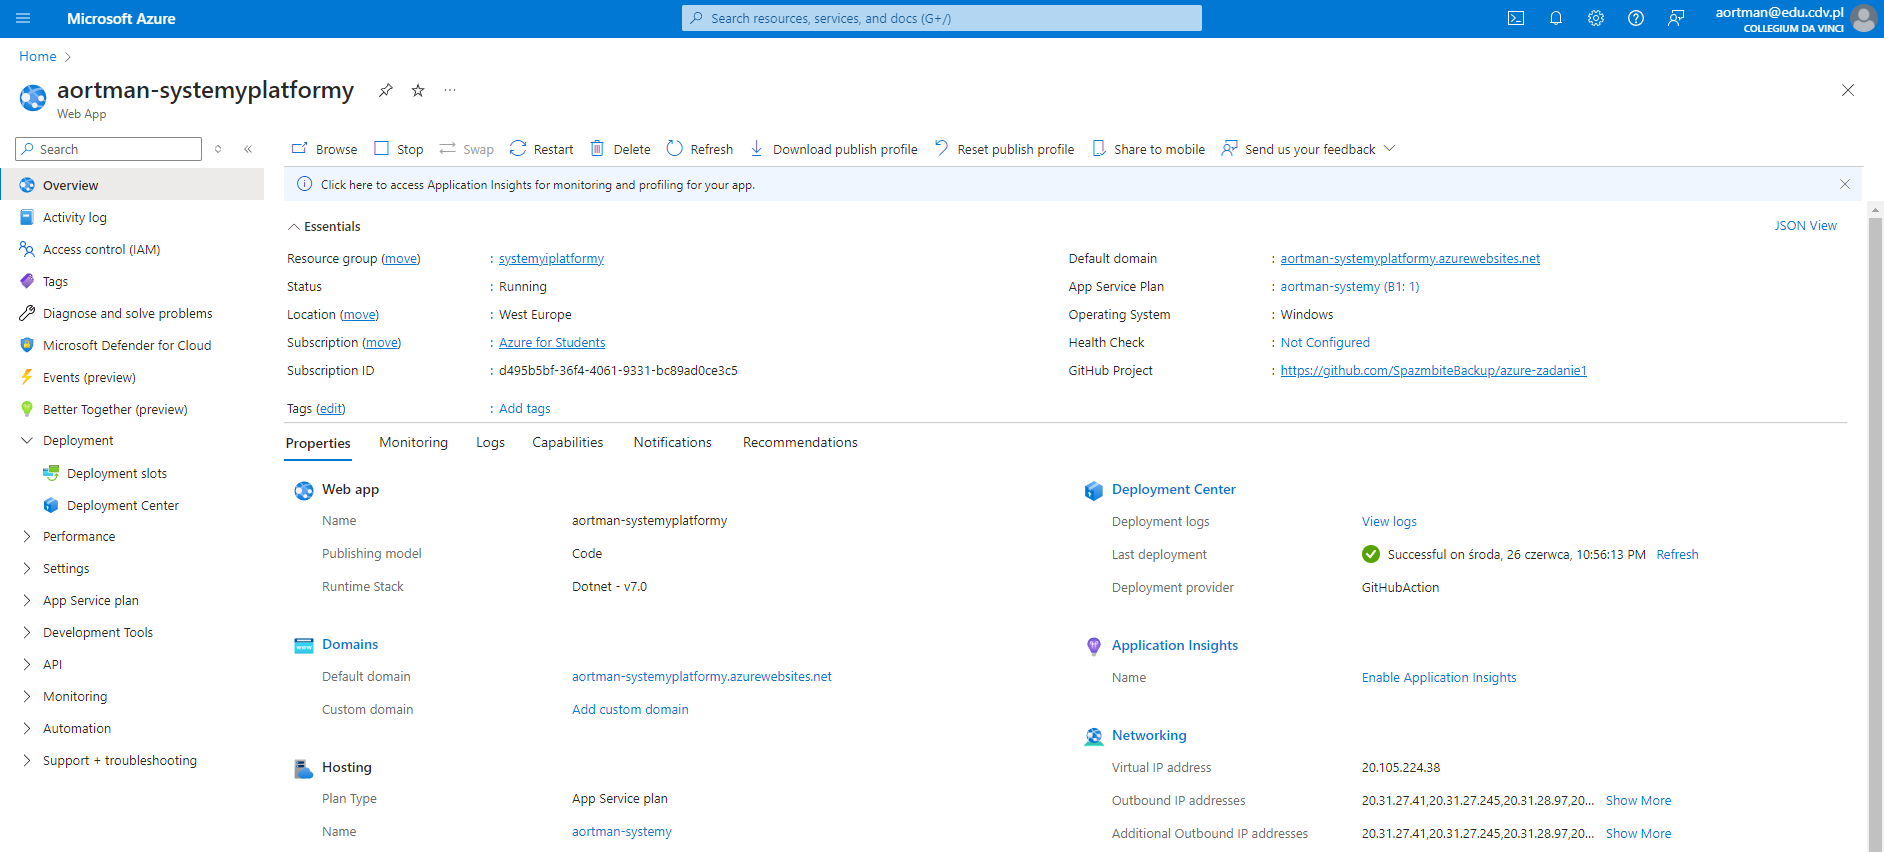 Microsoft Azure
Search resources, services, and docs (G+/)
aortman@edu.cdv.pl
COLLEGIUM DA VINCI
Home
aortman-systemyplatformy
Web App
Search
Browse Stop Swap Restart Delete Refresh Download publish profile Reset publish profile Share to mobile Send us your feedback
Click here to access Application Insights for monitoring and profiling for your app.
Overview
Activity log
Access control (IAM)
Tags
Diagnose and solve problems
Microsoft Defender for Cloud
Events (preview)
Better Together (preview)
Deployment
Deployment slots
Deployment Center
Performance
Settings
App Service plan
Development Tools
API
Monitoring
Automation
Support + troubleshooting
Essentials
JSON View
Resource group (move) : systemyiplatformy
Status : Running
Location (move) : West Europe
Subscription (move) : Azure for Students
Subscription ID : d495b5bf-36f4-4061-9331-bc89ad0ce3c5
Tags (edit) : Add tags
Default domain : aortman-systemyplatformy.azurewebsites.net
App Service Plan : aortman-systemy (B1: 1)
Operating System : Windows
Health Check : Not Configured
GitHub Project : https://github.com/SpazmbiteBackup/azure-zadanie1
Properties Monitoring Logs Capabilities Notifications Recommendations
Web app
Name aortman-systemyplatformy
Publishing model Code
Runtime Stack Dotnet - v7.0
Domains
Default domain aortman-systemyplatformy.azurewebsites.net
Custom domain Add custom domain
Hosting
Plan Type App Service plan
Name aortman-systemy
Deployment Center
Deployment logs View logs
Last deployment Successful on środa, 26 czerwca, 10:56:13 PM Refresh
Deployment provider GitHubAction
Application Insights
Name Enable Application Insights
Networking
Virtual IP address 20.105.224.38
Outbound IP addresses 20.31.27.41,20.31.27.245,20.31.28.97,20... Show More
Additional Outbound IP addresses 20.31.27.41,20.31.27.245,20.31.28.97,20... Show More